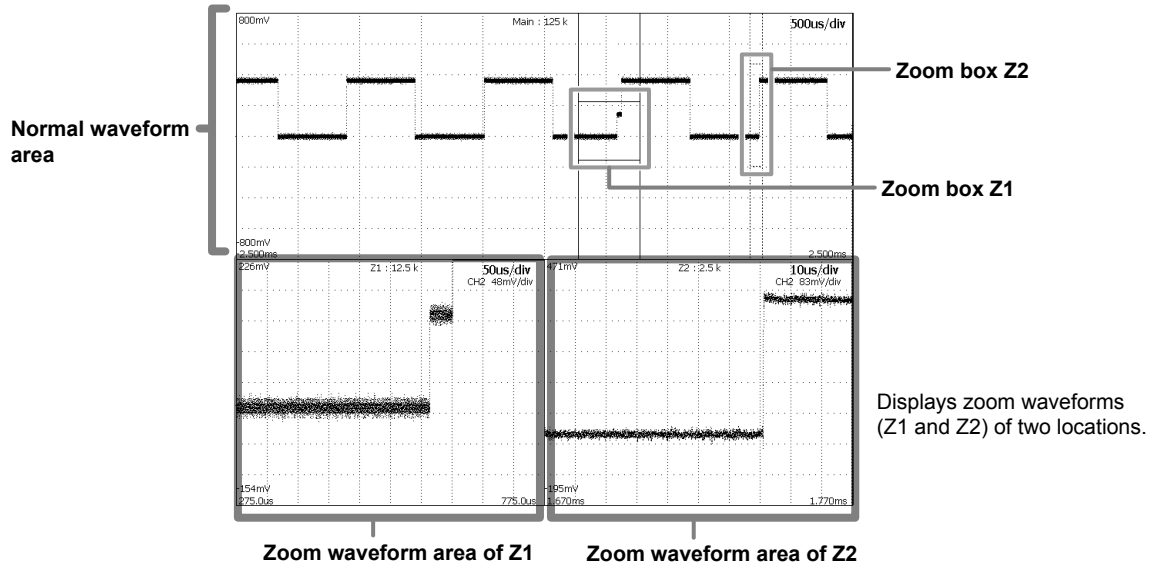 800mV
Main : 125 k
500us/div
Zoom box Z2
Normal waveform
area
Zoom box Z1
-800mV
-2.500ms
2.500ms
226mV
Z1 : 12.5 k
50us/div
CH2 48mV/div
471mV
Z2 : 2.5 k
10us/div
CH2 83mV/div
Displays zoom waveforms
(Z1 and Z2) of two locations.
-154mV
275.0us
775.0us
-195mV
1.670ms
1.770ms
Zoom waveform area of Z1
Zoom waveform area of Z2